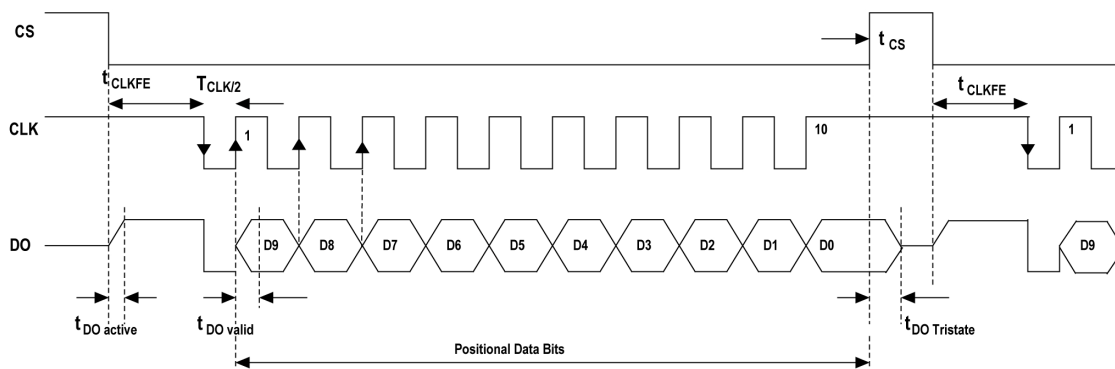 CS
t CS
t CLKFE
T CLK/2
t CLKFE
CLK
1
10
1
DO
D9
D8
D7
D6
D5
D4
D3
D2
D1
D0
D9
t DO active
t DO valid
t DO Tristate
Positional Data Bits